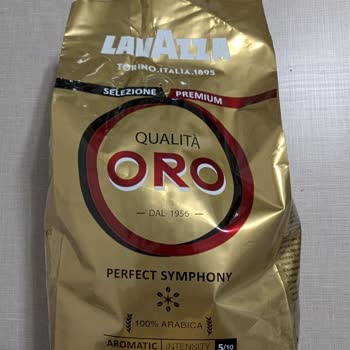 LAVAZZA
TORINO.ITALIA.1895
SELEZIONE PREMIUM
QUALITÀ
ORO
— DAL 1956 —
PERFECT SYMPHONY
100% ARABICA
AROMATIC INTENSITY 5/10